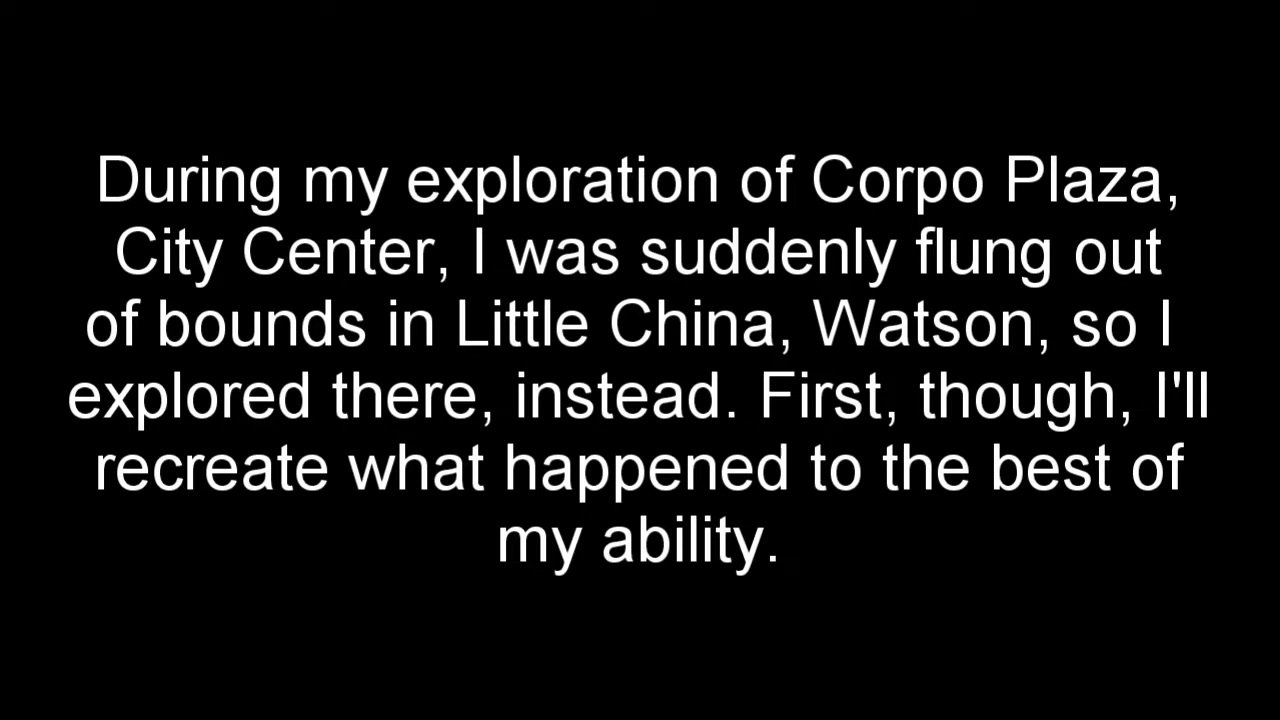 During my exploration of Corpo Plaza,
City Center, I was suddenly flung out
of bounds in Little China, Watson, so I
explored there, instead. First, though, I'll
recreate what happened to the best of
my ability.